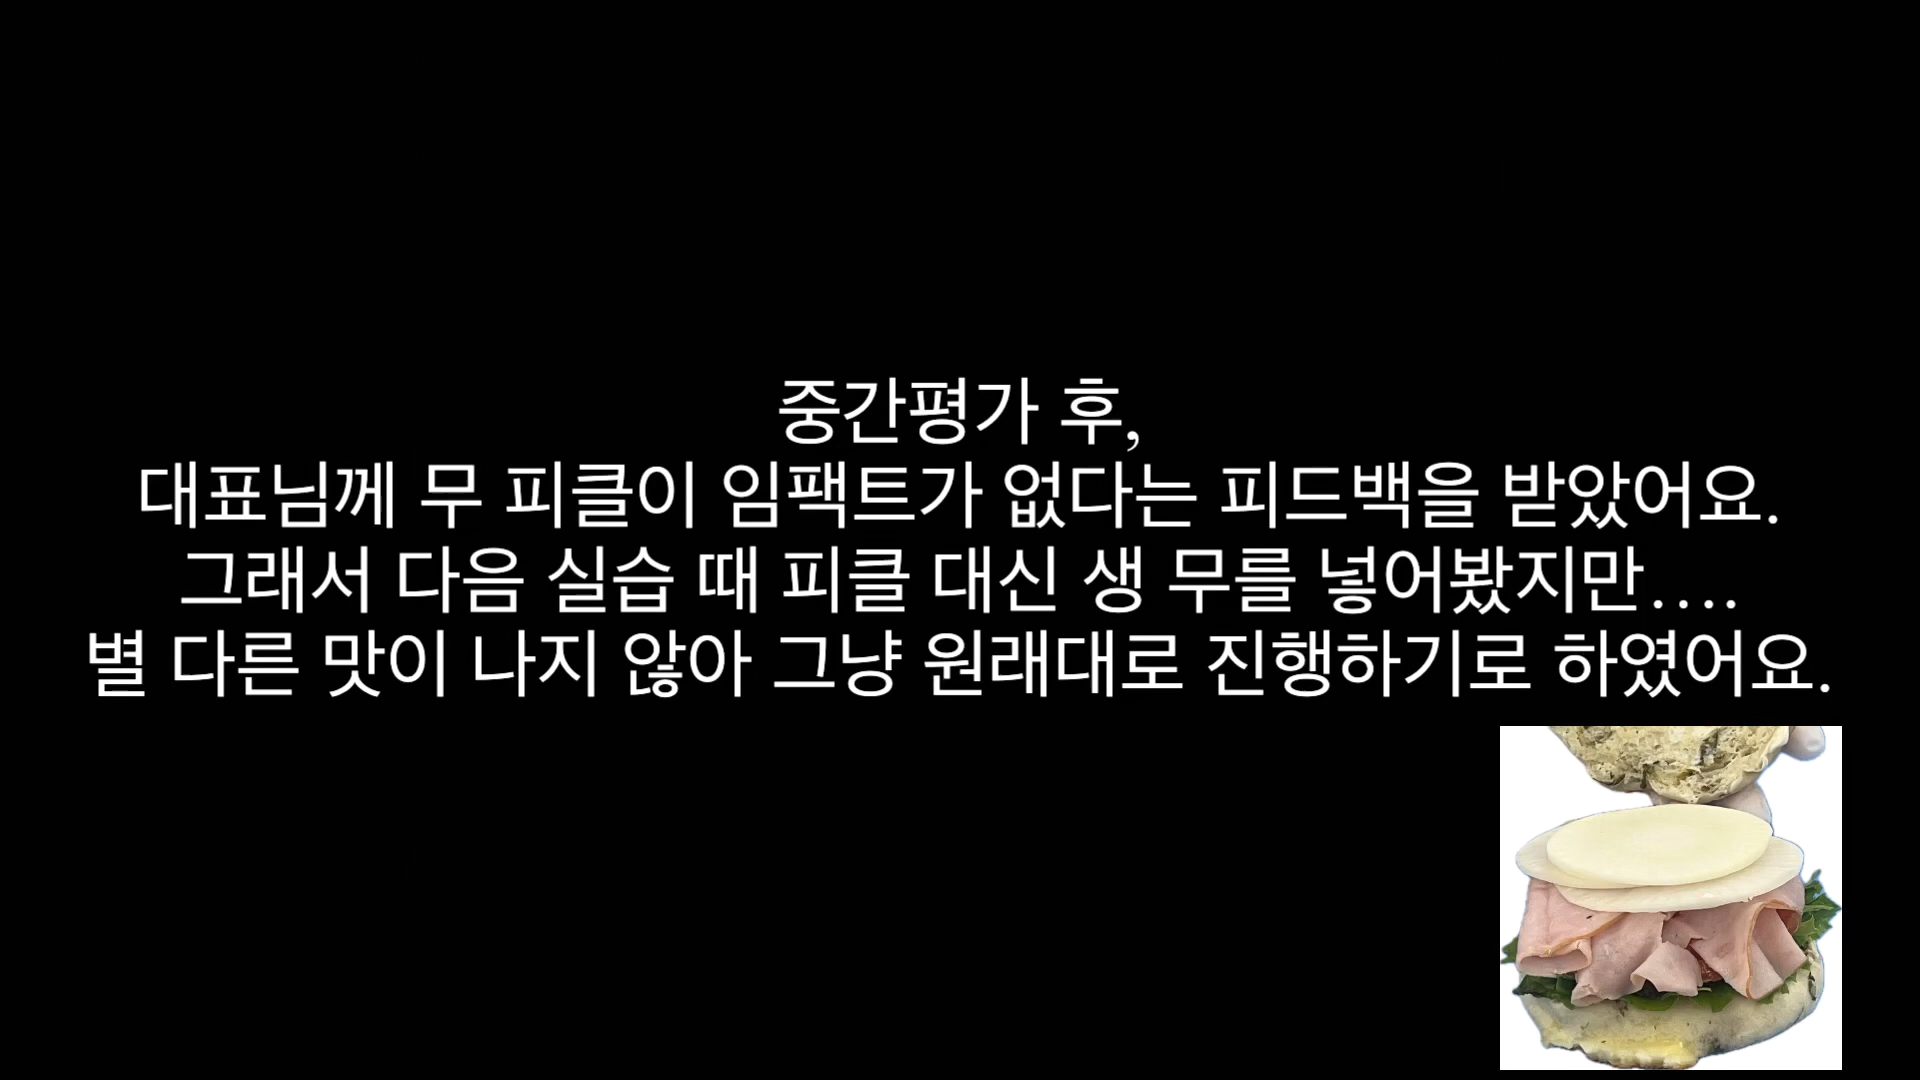 중간평가 후,
대표님께 무 피클이 임팩트가 없다는 피드백을 받았어요.
그래서 다음 실습 때 피클 대신 생 무를 넣어봤지만....
별 다른 맛이 나지 않아 그냥 원래대로 진행하기로 하였어요.